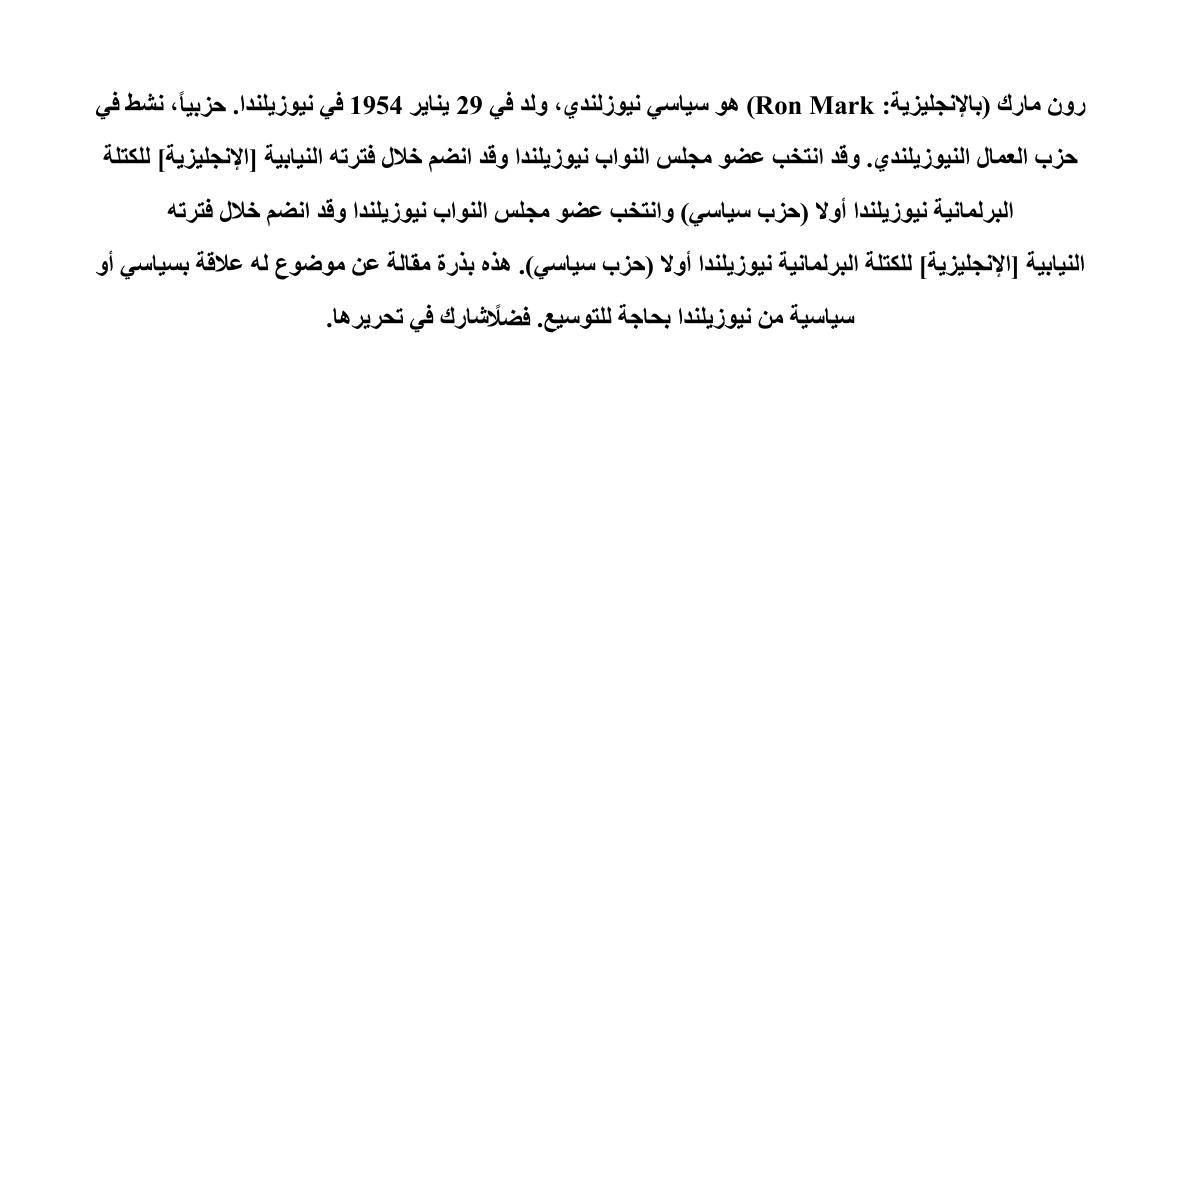 رون مارك (بالإنجليزية: Ron Mark) هو سياسي نيوزلندي، ولد في 29 يناير 1954 في نيوزيلندا. حزبياً، نشط في
حزب العمال النيوزيلندي. وقد انتخب عضو مجلس النواب نيوزيلندا وقد انضم خلال فترته النيابية [الإنجليزية] للكتلة
البرلمانية نيوزيلندا أولا (حزب سياسي) وانتخب عضو مجلس النواب نيوزيلندا وقد انضم خلال فترته
النيابية [الإنجليزية] للكتلة البرلمانية نيوزيلندا أولا (حزب سياسي). هذه بذرة مقالة عن موضوع له علاقة بسياسي أو
سياسية من نيوزيلندا بحاجة للتوسيع. فضلًاشارك في تحريرها.